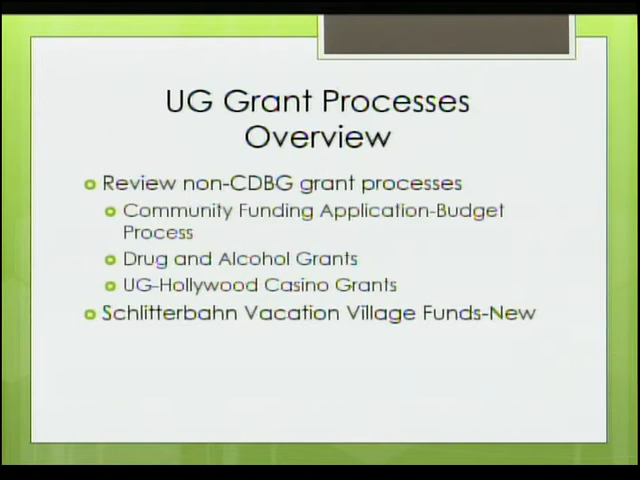 UG Grant Processes
Overview
Review non-CDBG grant processes
Community Funding Application-Budget
Process
Drug and Alcohol Grants
UG-Hollywood Casino Grants
Schlitterbahn Vacation Village Funds-New